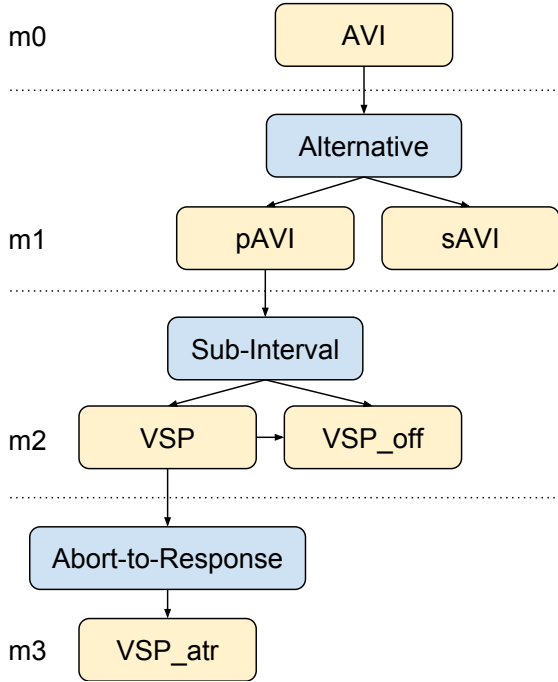 m0
AVI
Alternative
m1
pAVI
sAVI
Sub-Interval
m2
VSP
VSP_off
Abort-to-Response
m3
VSP_atr